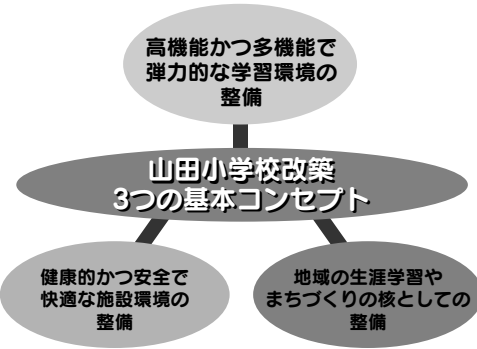 高機能かつ多機能で
弾力的な学習環境の
整備
山田小学校改築
3つの基本コンセプト
健康的かつ安全で
快適な施設環境の
整備
地域の生涯学習や
まちづくりの核としての
整備